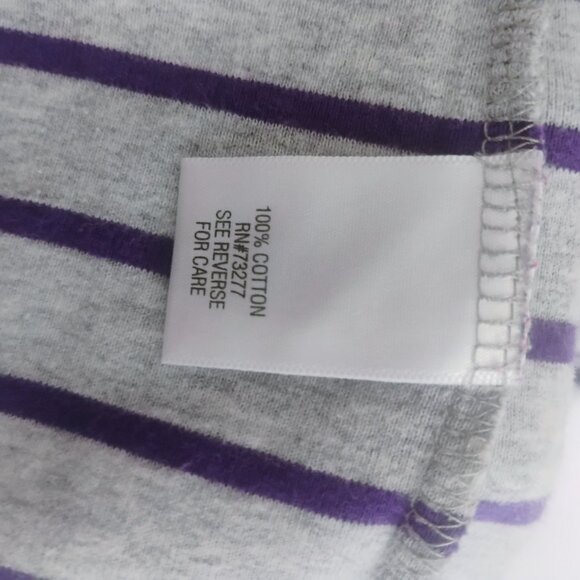 100% COTTON
RN#73277
SEE REVERSE
FOR CARE